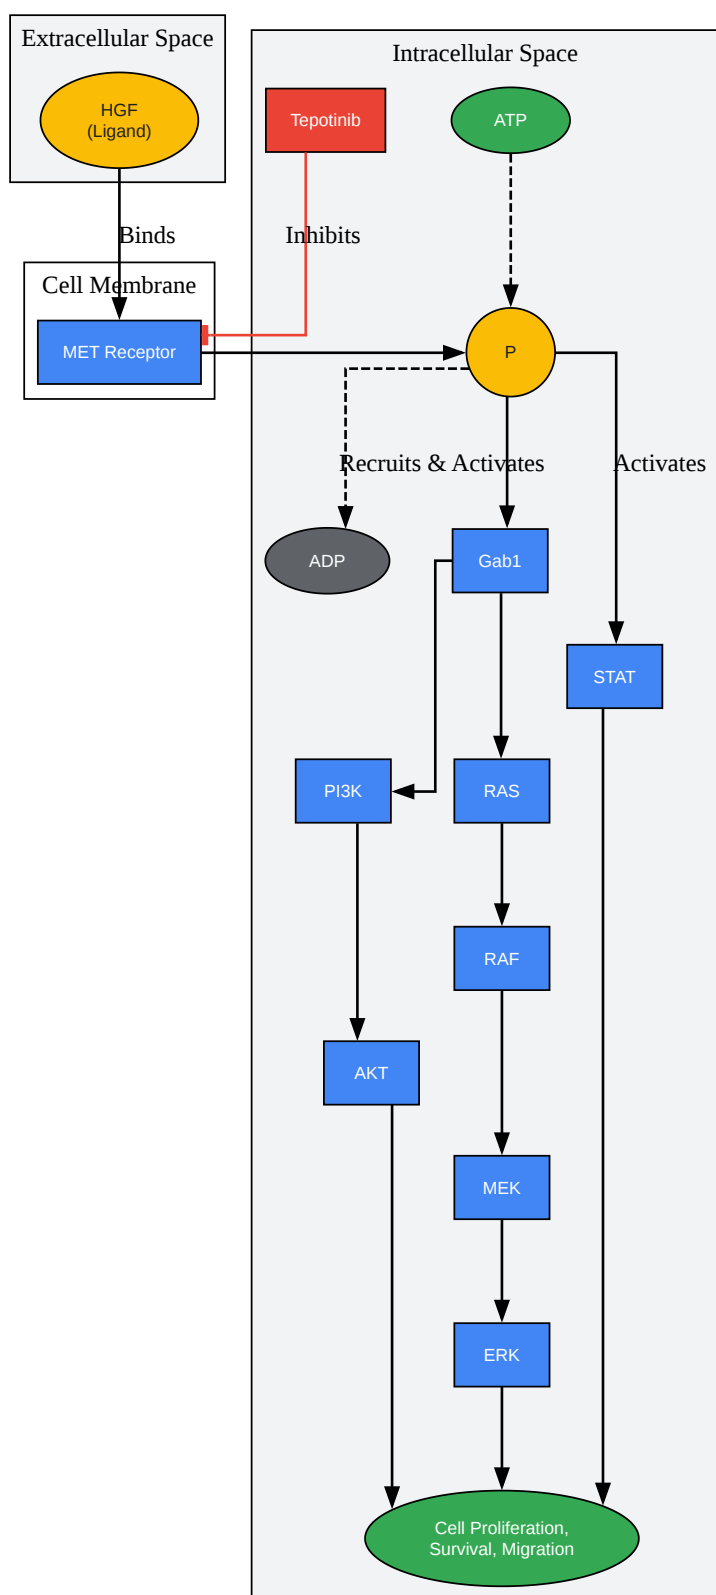 Extracellular Space
Intracellular Space
HGF
(Ligand)
Tepotinib
ATP
Binds
Inhibits
Cell Membrane
MET Receptor
P
Recruits & Activates
Activates
ADP
Gab1
STAT
PI3K
RAS
RAF
AKT
MEK
ERK
Cell Proliferation,
Survival, Migration